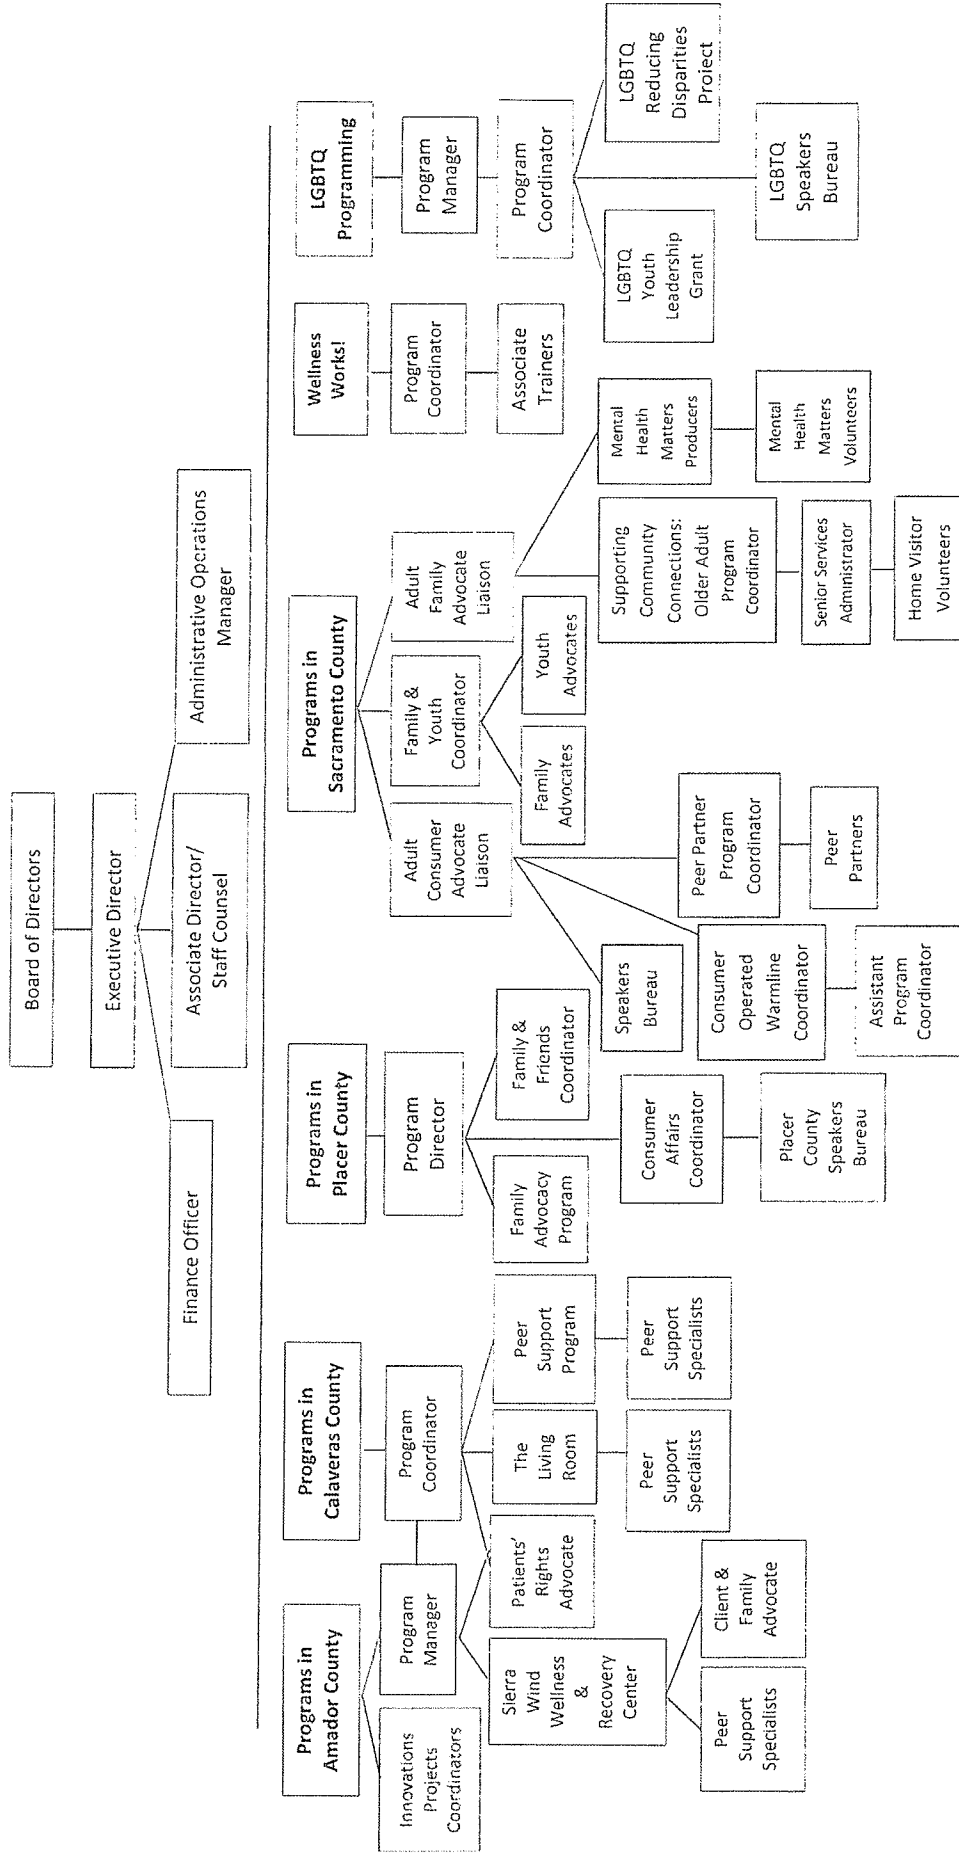 Board of Directors
Executive Director
Finance Officer
Associate Director/
Staff Counsel
Administrative Operations
Manager
Programs in
Amador County
Innovations
Projects
Coordinators
Program
Manager
Sierra
Wind
Wellness
&
Recovery
Center
Patients'
Rights
Advocate
Peer
Support
Specialists
Client &
Family
Advocate
Programs in
Calaveras County
Program
Coordinator
The
Living
Room
Peer
Support
Program
Peer
Support
Specialists
Peer
Support
Specialists
Programs in
Placer County
Program
Director
Family
Advocacy
Program
Family &
Friends
Coordinator
Consumer
Affairs
Coordinator
Placer
County
Speakers
Bureau
Programs in
Sacramento County
Adult
Consumer
Advocate
Liaison
Family &
Youth
Coordinator
Adult
Family
Advocate
Liaison
Family
Advocates
Youth
Advocates
Speakers
Bureau
Consumer
Operated
Warmline
Coordinator
Assistant
Program
Coordinator
Peer Partner
Program
Coordinator
Peer
Partners
Supporting
Community
Connections:
Older Adult
Program
Coordinator
Senior Services
Administrator
Home Visitor
Volunteers
Mental
Health
Matters
Producers
Mental
Health
Matters
Volunteers
Wellness
Works!
Program
Coordinator
Associate
Trainers
LGBTQ
Programming
Program
Manager
Program
Coordinator
LGBTQ
Youth
Leadership
Grant
LGBTQ
Speakers
Bureau
LGBTQ
Reducing
Disparities
Project